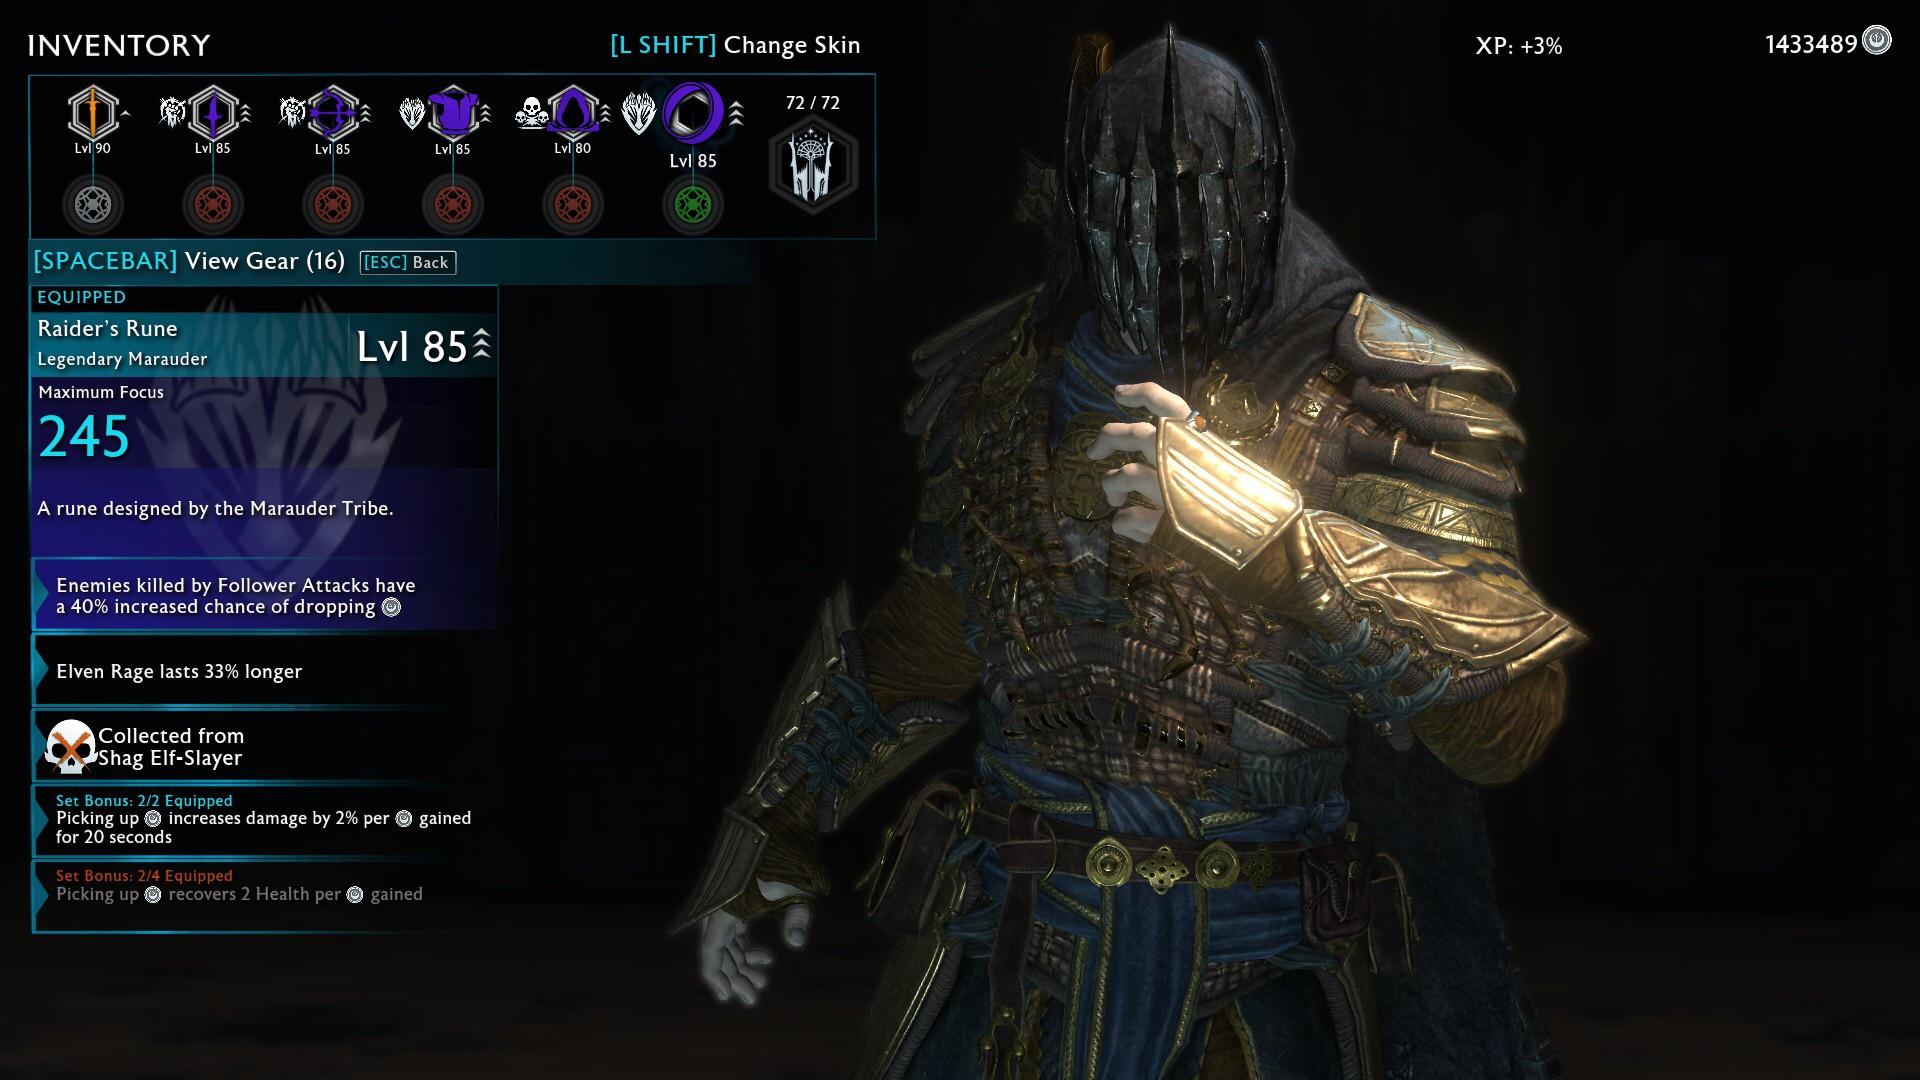 INVENTORY
[L SHIFT] Change Skin
XP: +3%
1433489
Lvl 90
Lvl 85
Lvl 85
Lvl 85
Lvl 80
Lvl 85
72 / 72
[SPACEBAR] View Gear (16) [ESC] Back
EQUIPPED
Raider's Rune
Legendary Marauder
Lvl 85
Maximum Focus
245
A rune designed by the Marauder Tribe.
Enemies killed by Follower Attacks have
a 40% increased chance of dropping
Elven Rage lasts 33% longer
Collected from
Shag Elf-Slayer
Set Bonus: 2/2 Equipped
Picking up increases damage by 2% per gained
for 20 seconds
Set Bonus: 2/4 Equipped
Picking up recovers 2 Health per gained